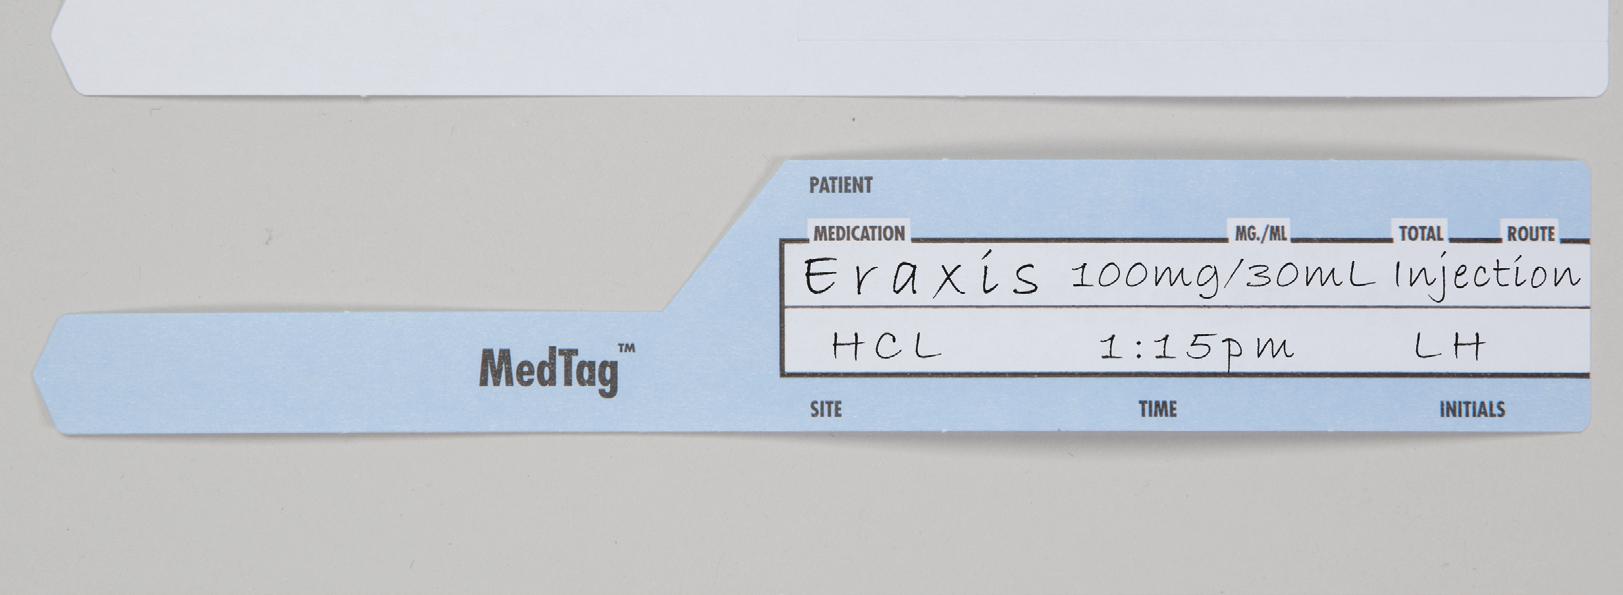 PATIENT
MEDICATION MG./ML TOTAL ROUTE
Eraxis 100mg/30mL Injection
HCL 1:15pm LH
MedTag™
SITE TIME INITIALS